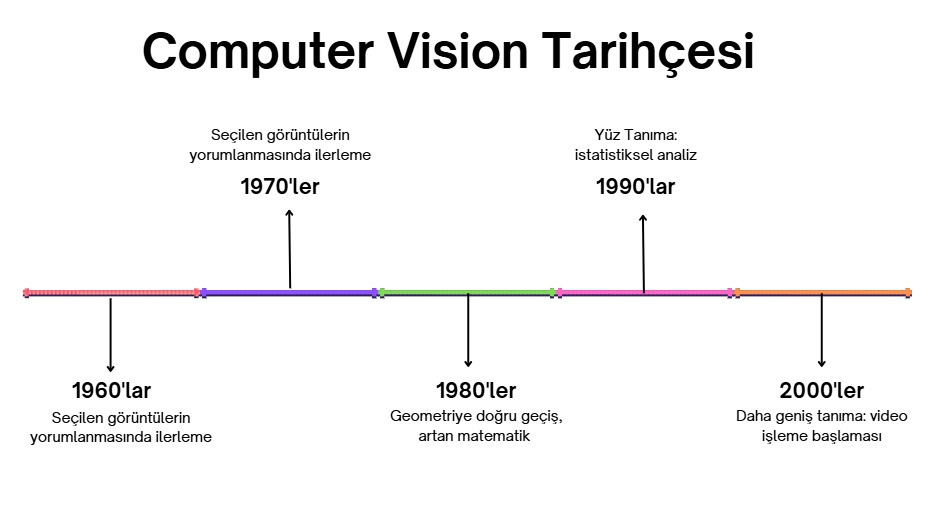 Computer Vision Tarihçesi
Seçilen görüntülerin
yorumlanmasında ilerleme
1970'ler
Yüz Tanıma:
istatistiksel analiz
1990'lar
1960'lar
Seçilen görüntülerin
yorumlanmasında ilerleme
1980'ler
Geometriye doğru geçiş,
artan matematik
2000'ler
Daha geniş tanıma: video
işleme başlaması